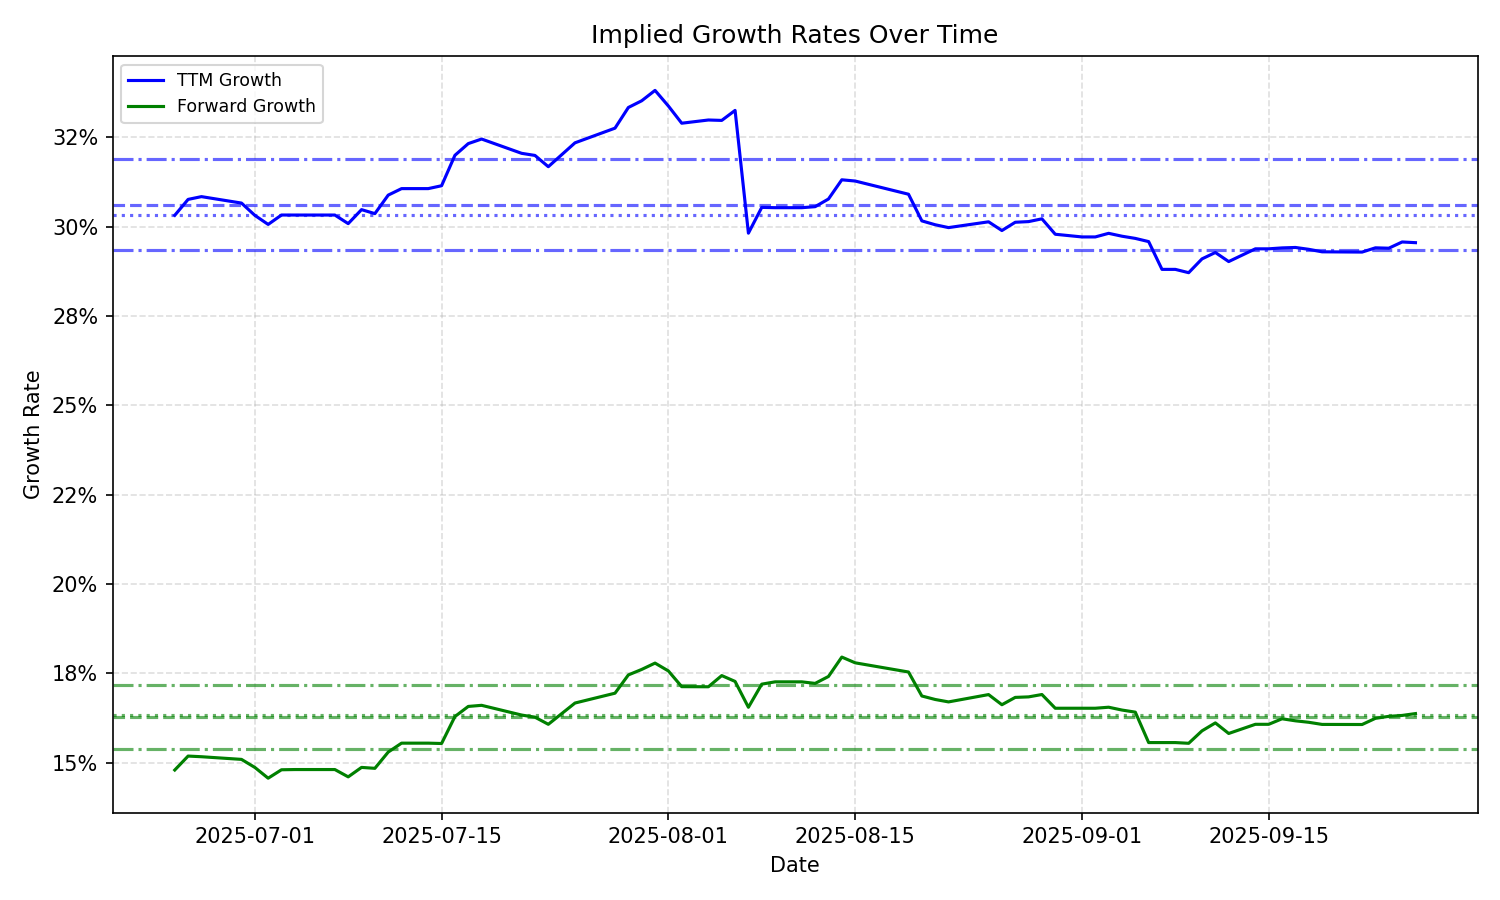 Implied Growth Rates Over Time
TTM Growth
Forward Growth
32%
30%
28%
25%
22%
20%
18%
15%
Growth Rate
2025-07-01
2025-07-15
2025-08-01
2025-08-15
2025-09-01
2025-09-15
Date